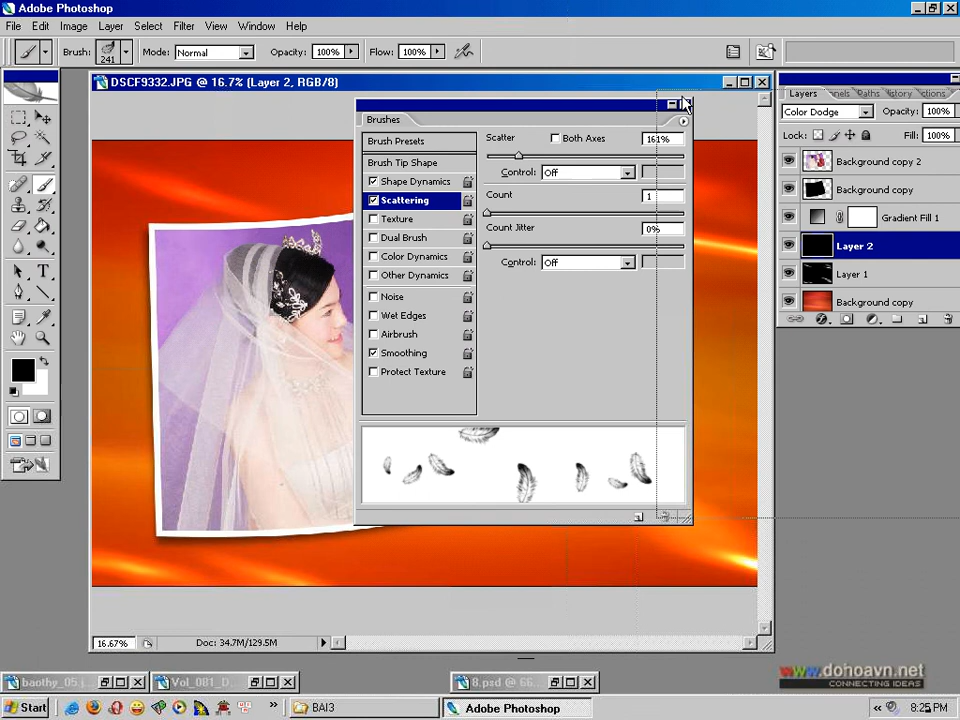 Adobe Photoshop
File Edit Image Layer Select Filter View Window Help
Brush: 241 Mode: Normal Opacity: 100% Flow: 100%
DSCF9332.JPG @ 16.7% (Layer 2, RGB/8)
Brushes
Brush Presets
Brush Tip Shape
Shape Dynamics
Scattering
Texture
Dual Brush
Color Dynamics
Other Dynamics
Noise
Wet Edges
Airbrush
Smoothing
Protect Texture
Scatter Both Axes 161%
Control: Off
Count 1
Count Jitter 0%
Control: Off
Layers Paths
Color Dodge Opacity: 100%
Lock: Fill: 100%
Background copy 2
Background copy
Gradient Fill 1
Layer 2
Layer 1
Background copy
16.67% Doc: 34.7M/129.5M
Vol_081_D
8.psd @ 66
www.dohoavn.net
CONNECTING IDEAS
Start BAI3 Adobe Photoshop 8:25 PM